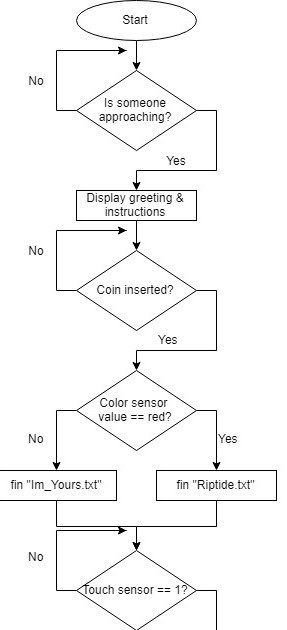 Start
No
Is someone
approaching?
Yes
Display greeting &
instructions
No
Coin inserted?
Yes
Color sensor
value == red?
No
Yes
fin "Im_Yours.txt"
fin "Riptide.txt"
No
Touch sensor == 1?